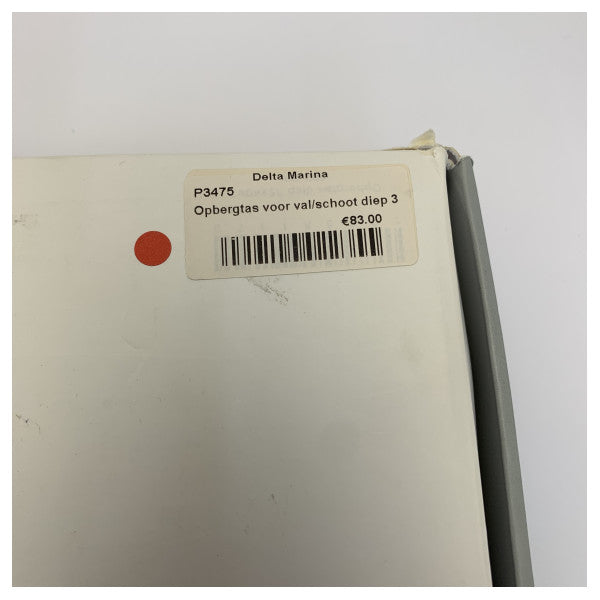 Delta Marina
P3475
Opbergtas voor val/schoot diep 3
€83.00